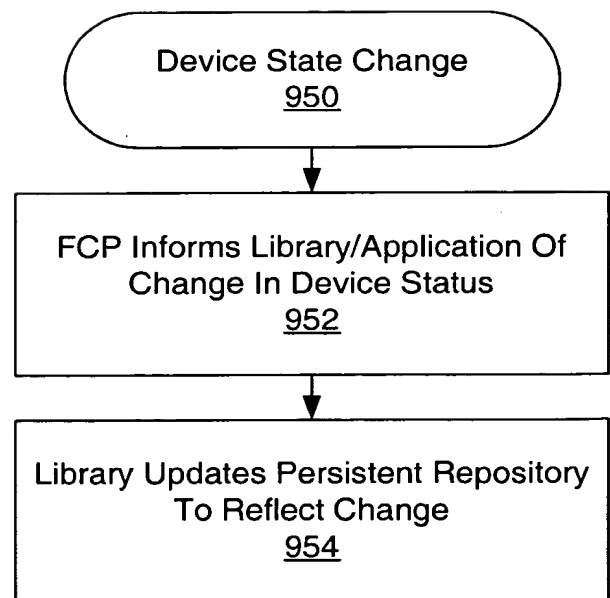 Device State Change
950
FCP Informs Library/Application Of
Change In Device Status
952
Library Updates Persistent Repository
To Reflect Change
954